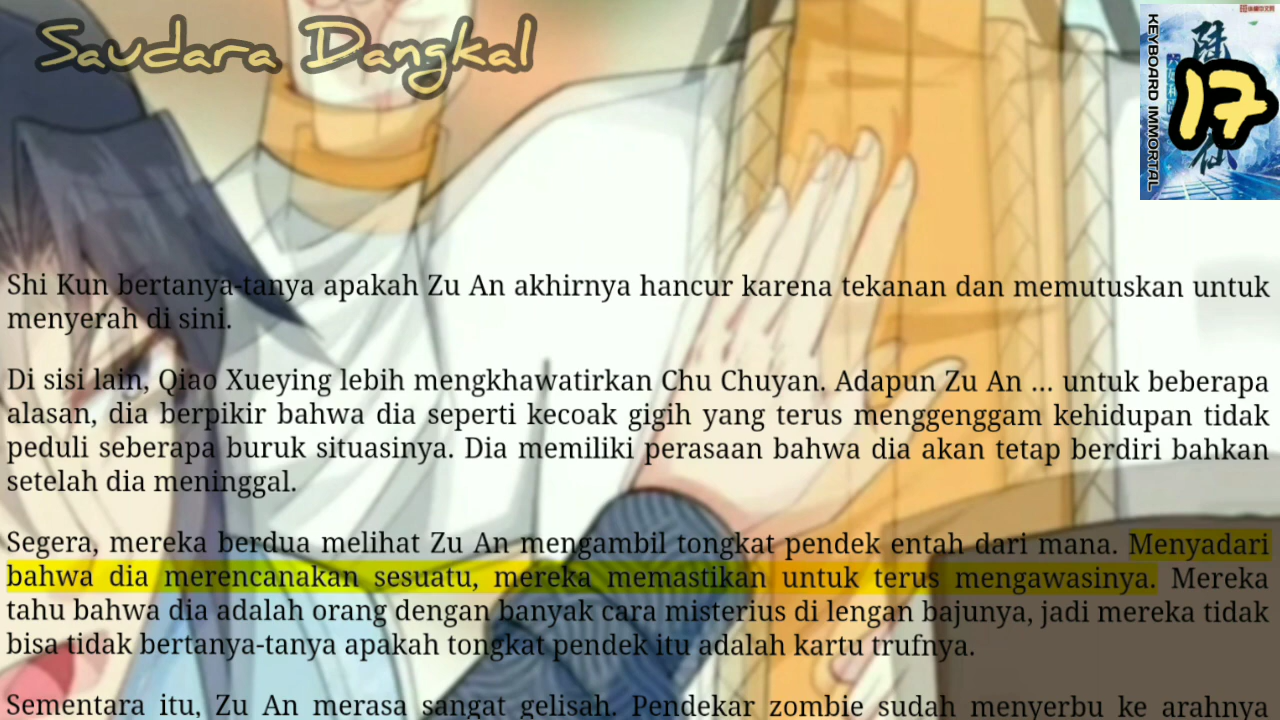 Saudara Dangkal
KEYBOARD IMMORTAL
17
Shi Kun bertanya-tanya apakah Zu An akhirnya hancur karena tekanan dan memutuskan untuk
menyerah di sini.
Di sisi lain, Qiao Xueying lebih mengkhawatirkan Chu Chuyan. Adapun Zu An ... untuk beberapa
alasan, dia berpikir bahwa dia seperti kecoak gigih yang terus menggenggam kehidupan tidak
peduli seberapa buruk situasinya. Dia memiliki perasaan bahwa dia akan tetap berdiri bahkan
setelah dia meninggal.
Segera, mereka berdua melihat Zu An mengambil tongkat pendek entah dari mana. Menyadari
bahwa dia merencanakan sesuatu, mereka memastikan untuk terus mengawasinya. Mereka
tahu bahwa dia adalah orang dengan banyak cara misterius di lengan bajunya, jadi mereka tidak
bisa tidak bertanya-tanya apakah tongkat pendek itu adalah kartu trufnya.
Sementara itu, Zu An merasa sangat gelisah. Pendekar zombie sudah menyerbu ke arahnya